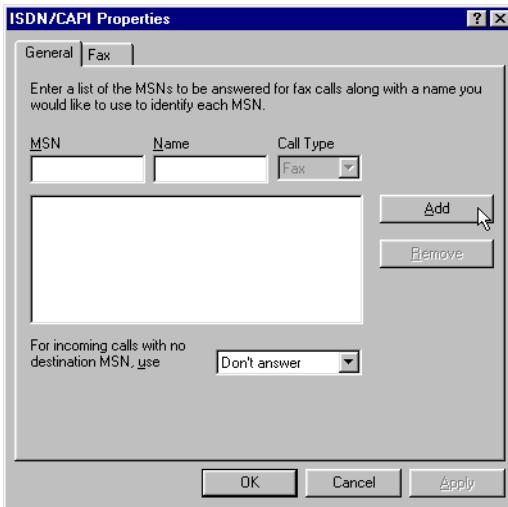 ISDN/CAPI Properties
General Fax
Enter a list of the MSNs to be answered for fax calls along with a name you
would like to use to identify each MSN.
MSN Name Call Type
Fax
Add
Remove
For incoming calls with no
destination MSN, use Don't answer
OK Cancel Apply